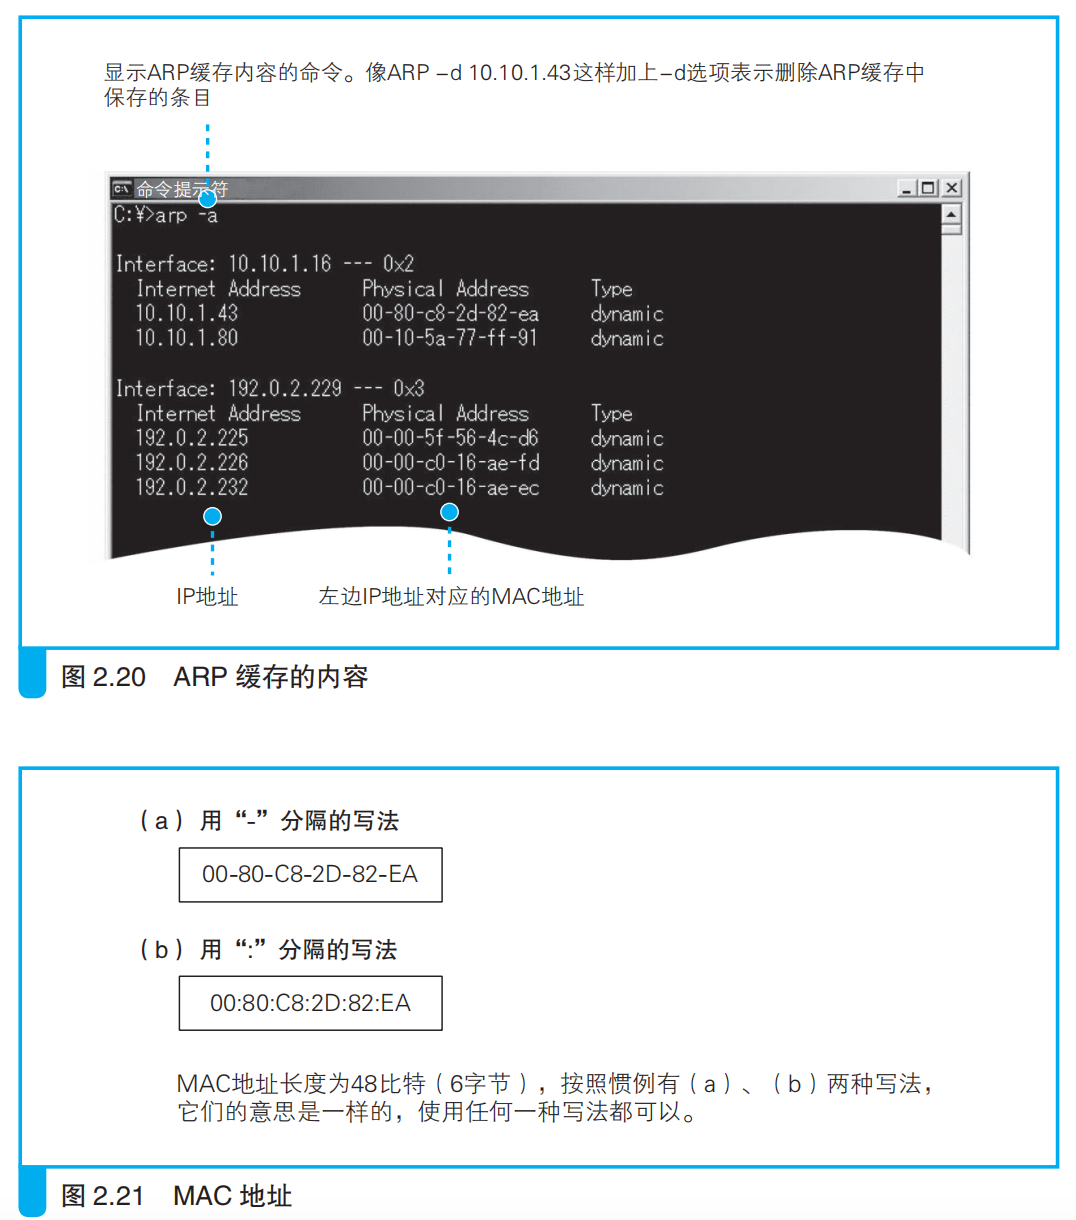 显示ARP缓存内容的命令。像ARP –d 10.10.1.43这样加上–d选项表示删除ARP缓存中
保存的条目
命令提示符
C:¥>arp -a
Interface: 10.10.1.16 --- 0x2
Internet Address Physical Address Type
10.10.1.43 00-80-c8-2d-82-ea dynamic
10.10.1.80 00-10-5a-77-ff-91 dynamic
Interface: 192.0.2.229 --- 0x3
Internet Address Physical Address Type
192.0.2.225 00-00-5f-56-4c-d6 dynamic
192.0.2.226 00-00-c0-16-ae-fd dynamic
192.0.2.232 00-00-c0-16-ae-ec dynamic
IP地址 左边IP地址对应的MAC地址
图 2.20 ARP 缓存的内容
（a）用“-”分隔的写法
00-80-C8-2D-82-EA
（b）用“:”分隔的写法
00:80:C8:2D:82:EA
MAC地址长度为48比特（6字节），按照惯例有（a）、（b）两种写法，
它们的意思是一样的，使用任何一种写法都可以。
图 2.21 MAC 地址